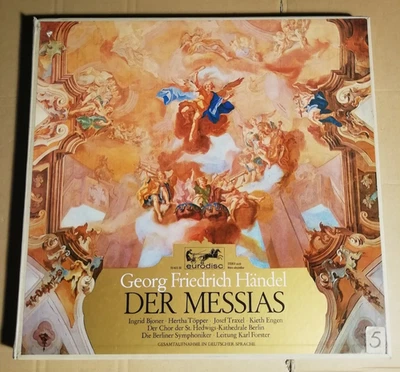 eurodisc
Georg Friedrich Händel
DER MESSIAS
Ingrid Bjoner · Hertha Töpper · Josef Traxel · Kieth Engen
Der Chor der St. Hedwigs-Kathedrale Berlin
Die Berliner Symphoniker · Leitung Karl Forster
GESAMTAUFNAHME IN DEUTSCHER SPRACHE
5